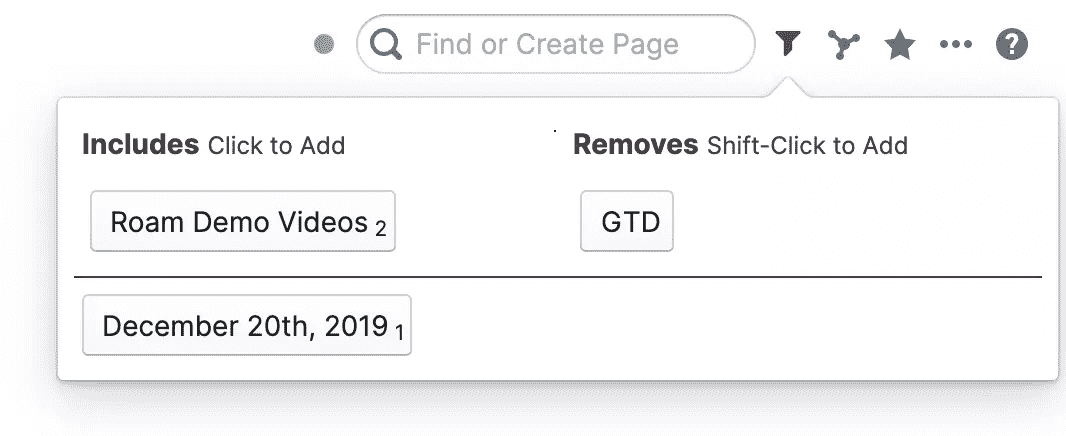 Find or Create Page ?
Includes Click to Add Removes Shift-Click to Add
Roam Demo Videos 2 GTD
December 20th, 2019 1